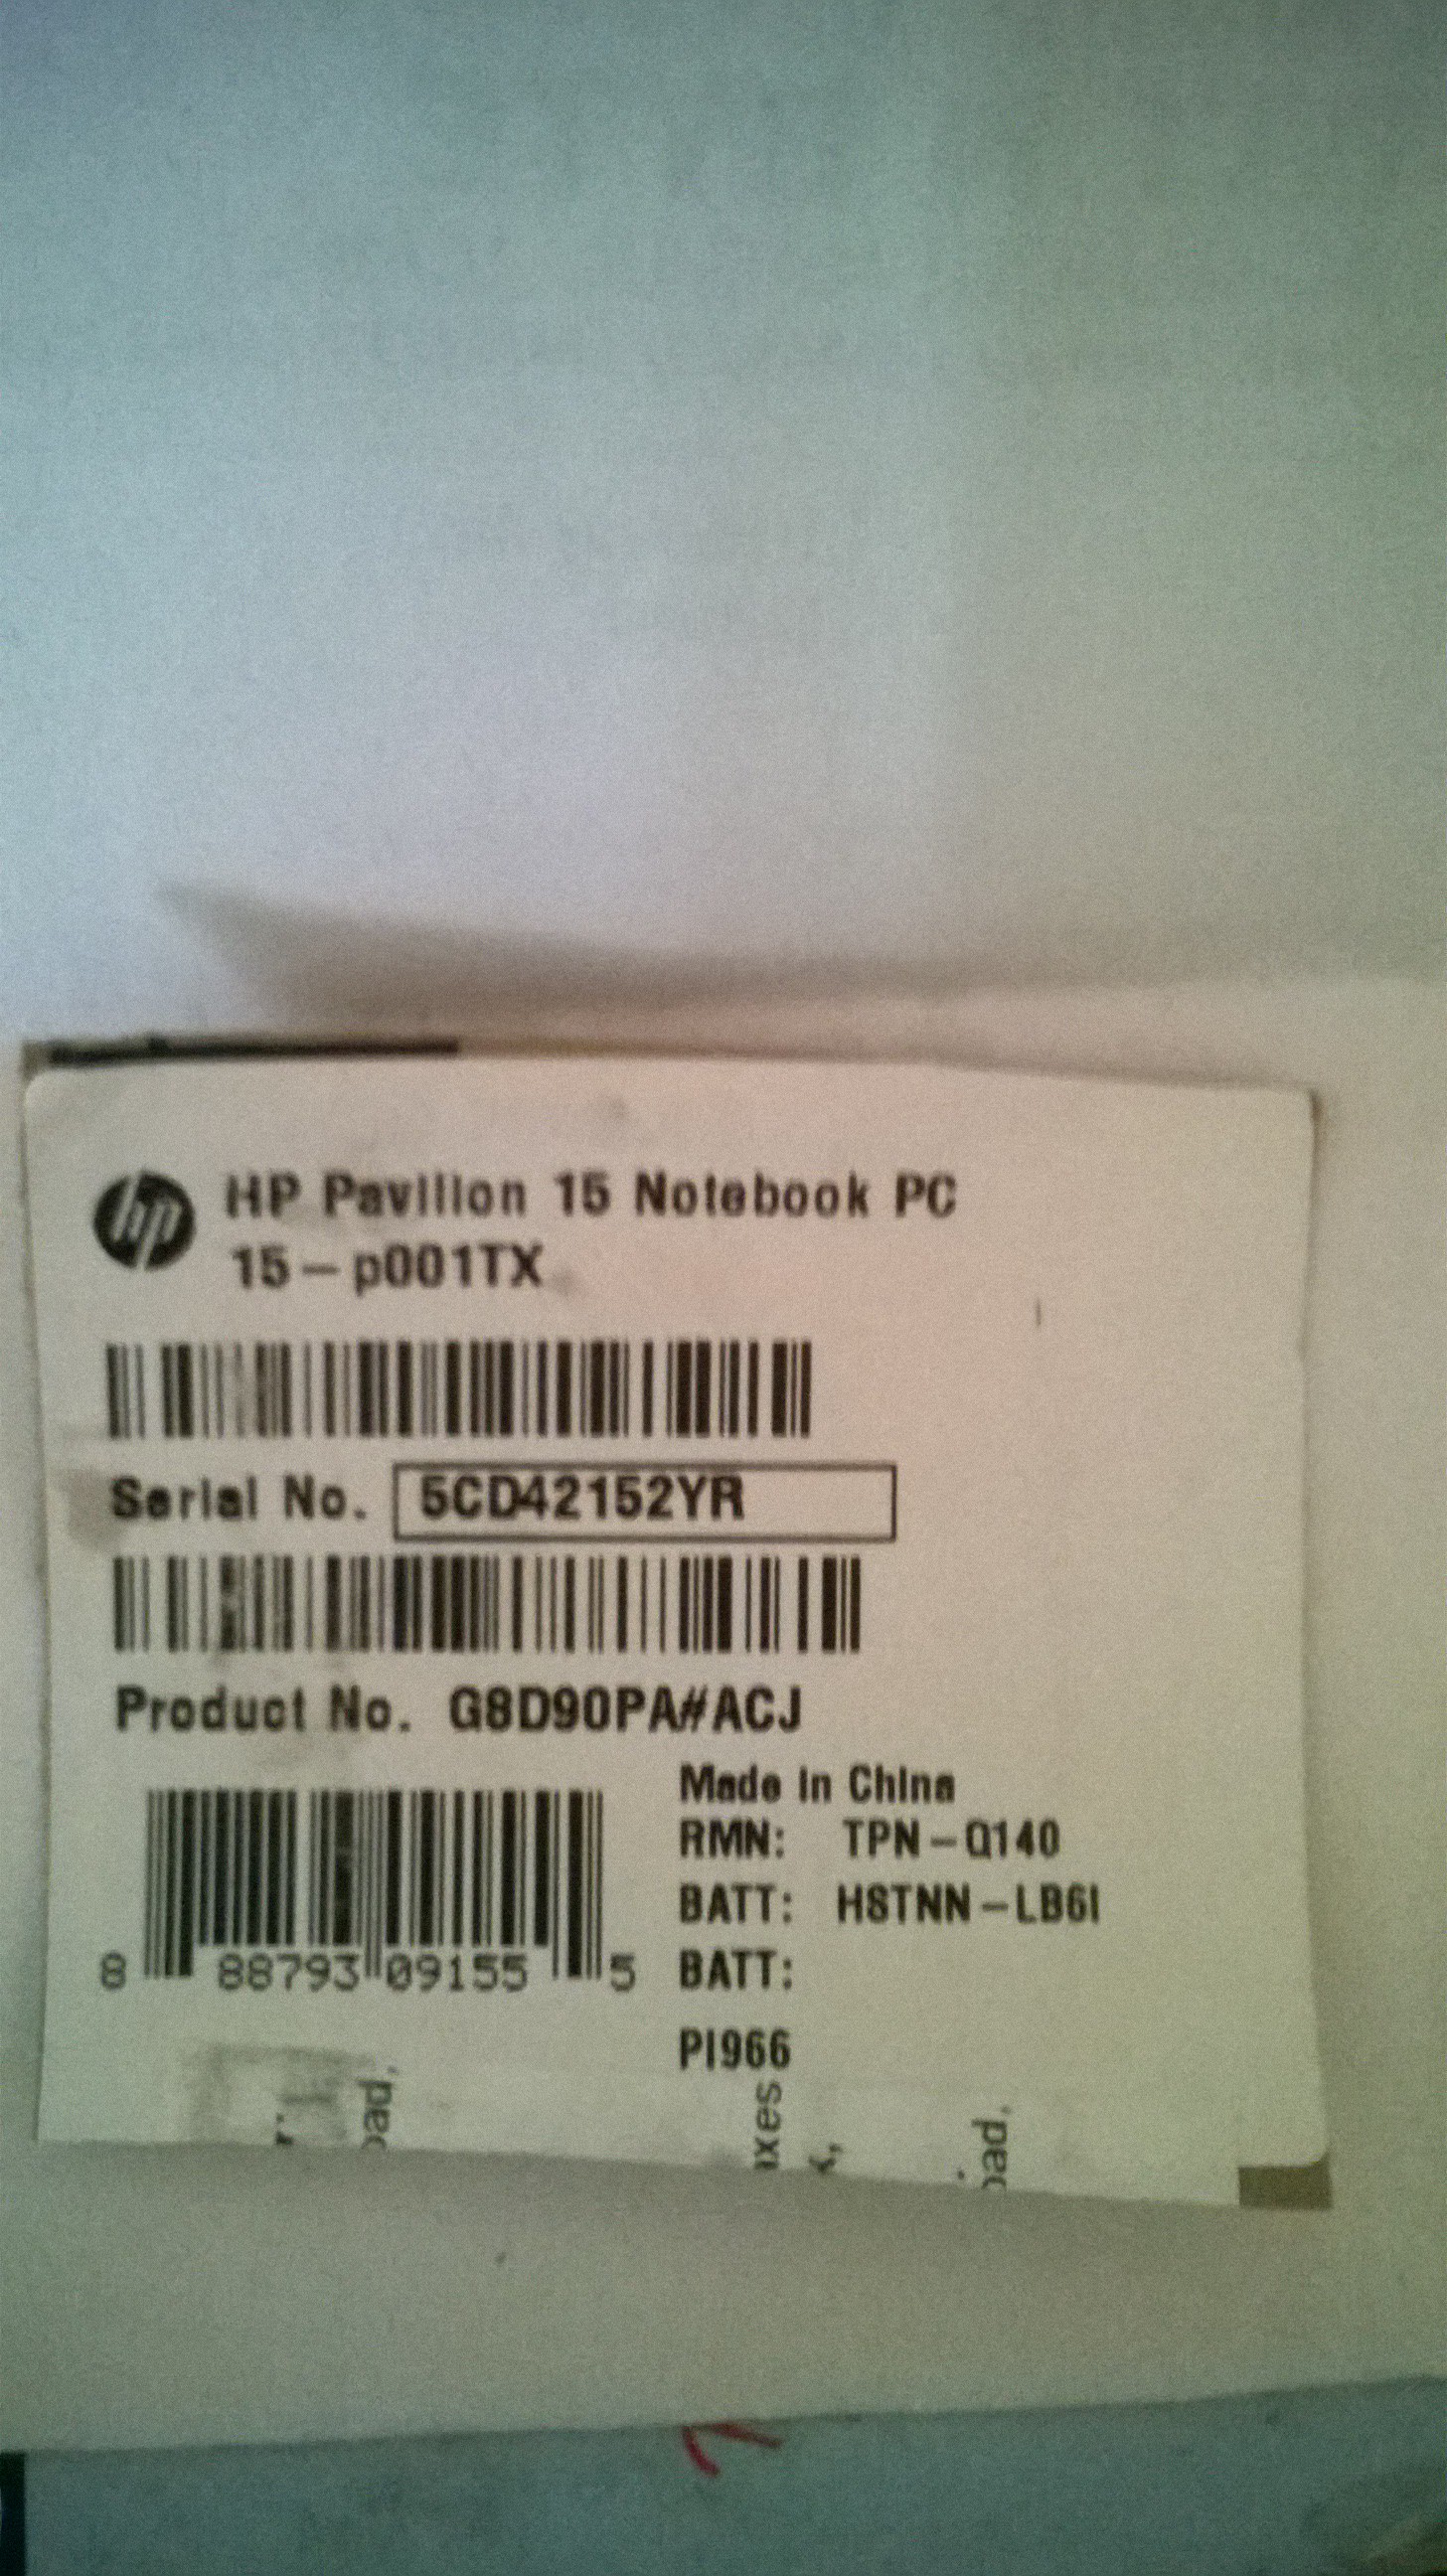 hp HP Pavilion 15 Notebook PC
15-p001TX
Serial No. 5CD42152YR
Product No. G8D90PA#ACJ
Made in China
RMN: TPN-Q140
BATT: HSTNN-LB6I
BATT:
PI966
8 88793 09155 5